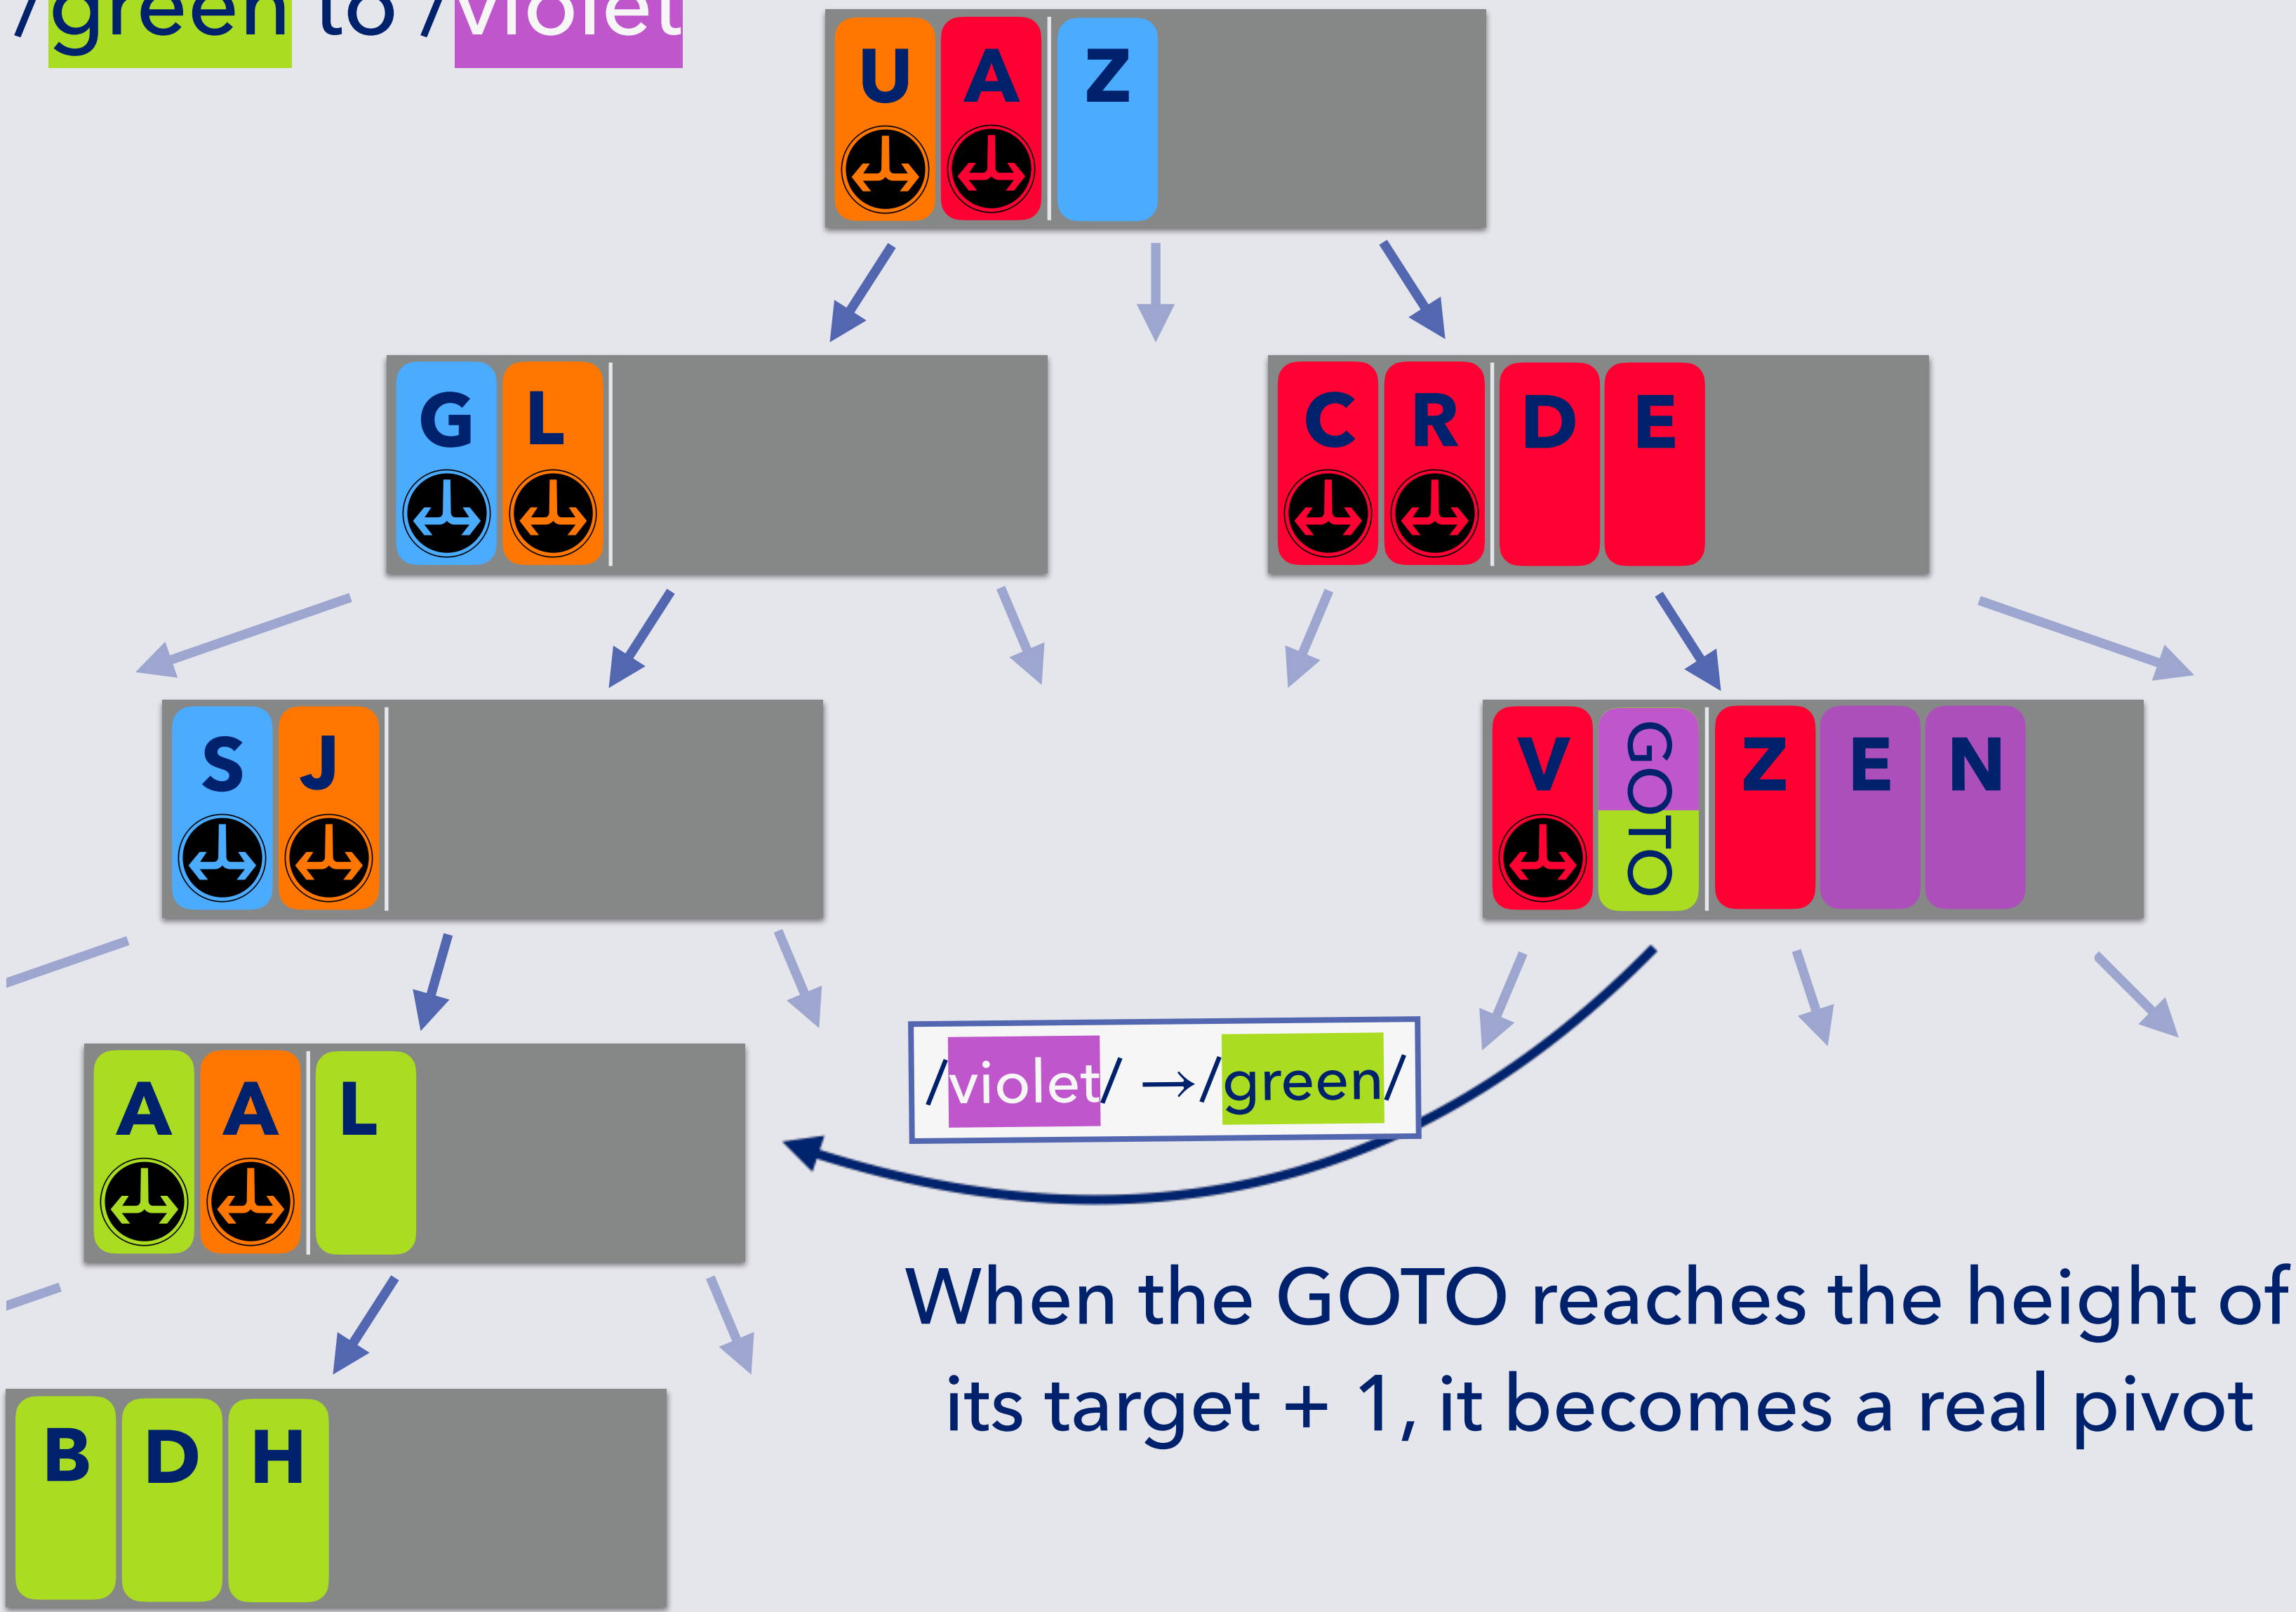 /green to /violet
U A Z
G L
C R D E
S J
V GOTO Z E N
/violet/ →/green/
A A L
When the GOTO reaches the height of
its target + 1, it becomes a real pivot
B D H